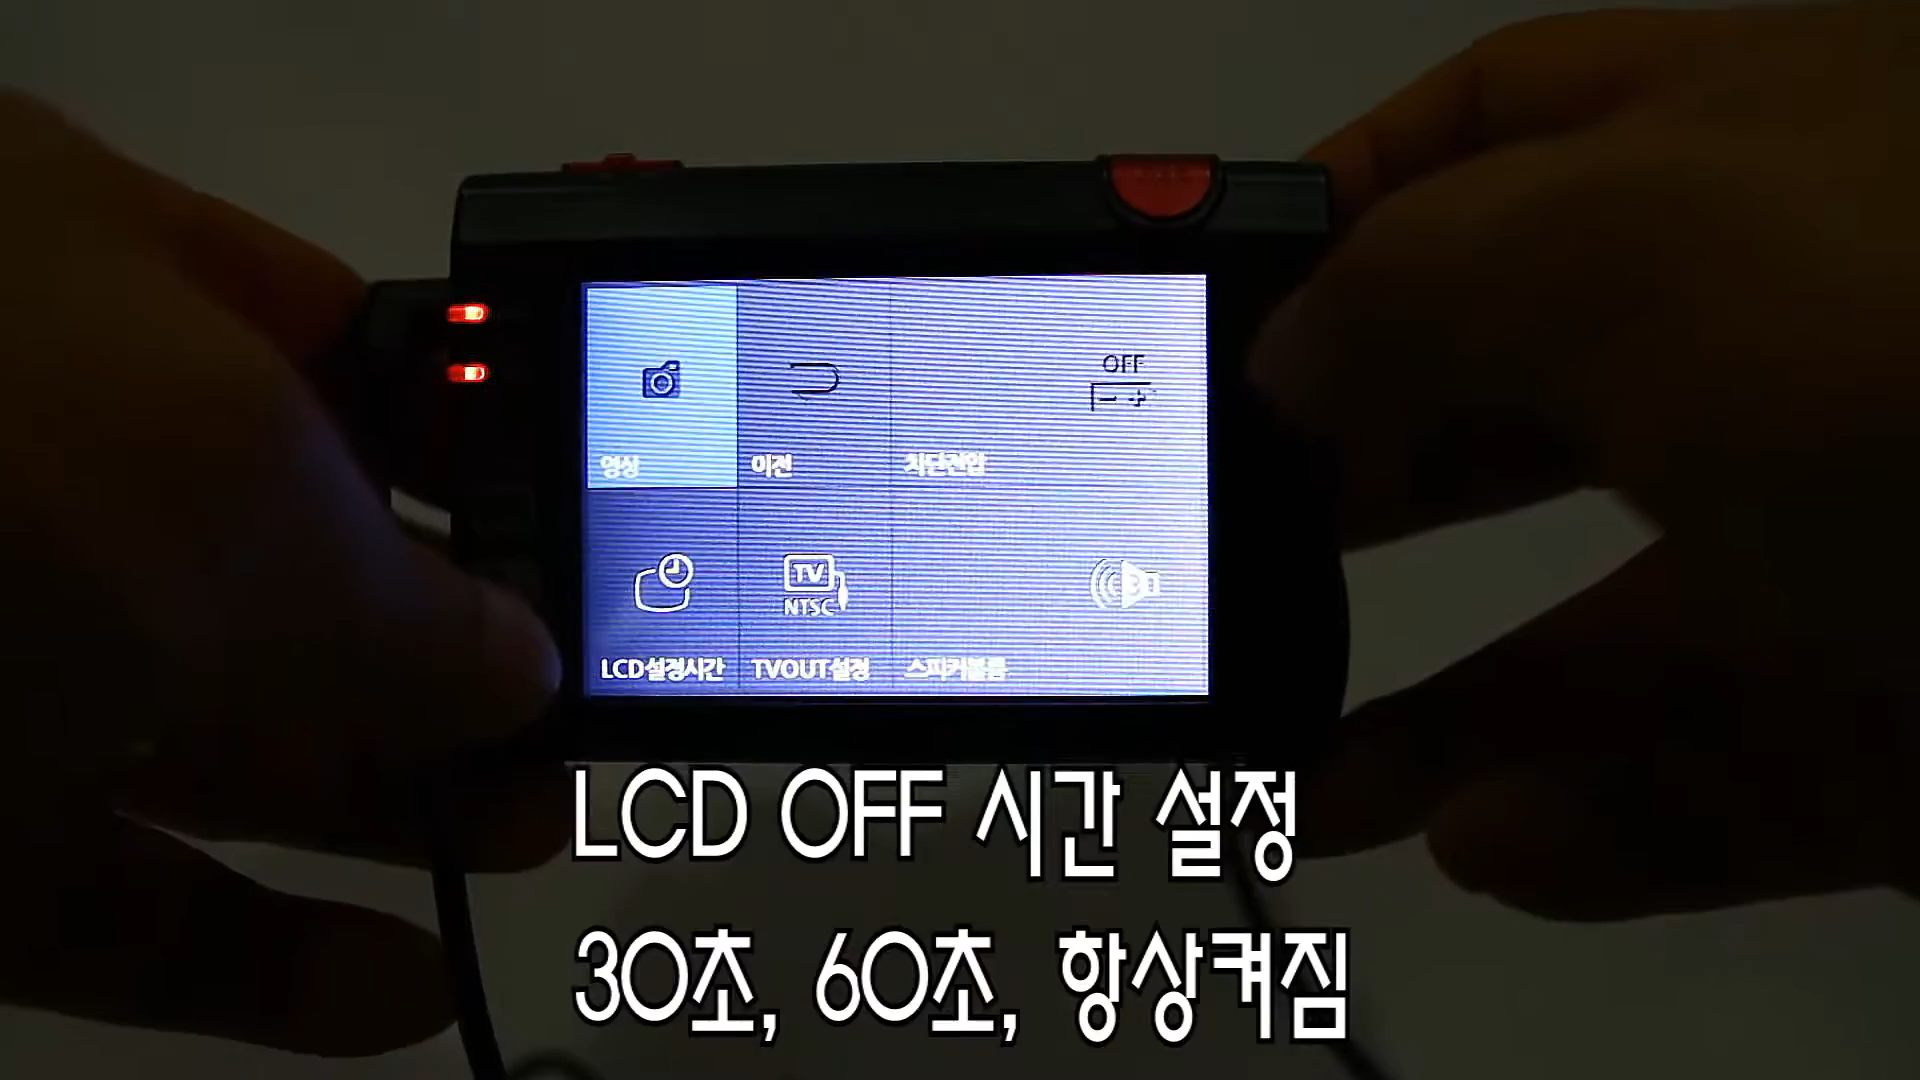 OFF
영상
이전
차단전압
TV
NTSC
LCD설정시간
TVOUT설정
스피커볼륨
LCD OFF 시간 설정
30초, 60초, 항상켜짐